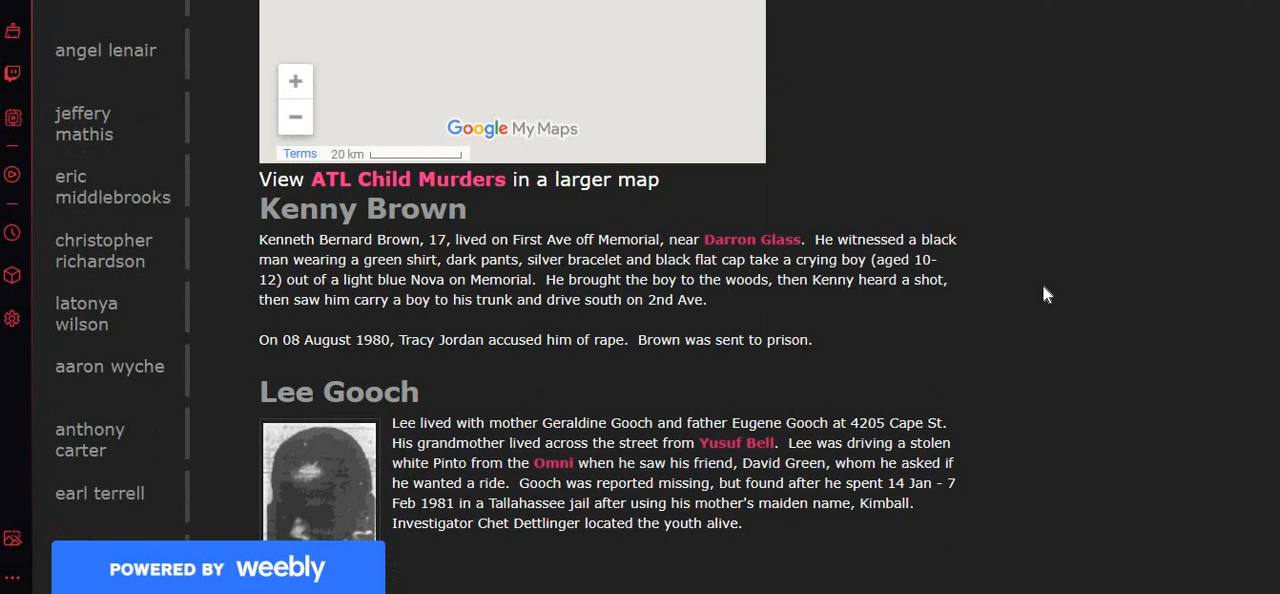 angel lenair
jeffery
mathis
eric
middlebrooks
christopher
richardson
latonya
wilson
aaron wyche
anthony
carter
earl terrell
+
−
Google My Maps
Terms 20 km
View ATL Child Murders in a larger map
Kenny Brown
Kenneth Bernard Brown, 17, lived on First Ave off Memorial, near Darron Glass.  He witnessed a black
man wearing a green shirt, dark pants, silver bracelet and black flat cap take a crying boy (aged 10-
12) out of a light blue Nova on Memorial.  He brought the boy to the woods, then Kenny heard a shot,
then saw him carry a boy to his trunk and drive south on 2nd Ave.
On 08 August 1980, Tracy Jordan accused him of rape.  Brown was sent to prison.
Lee Gooch
Lee lived with mother Geraldine Gooch and father Eugene Gooch at 4205 Cape St.
His grandmother lived across the street from Yusuf Bell.  Lee was driving a stolen
white Pinto from the Omni when he saw his friend, David Green, whom he asked if
he wanted a ride.  Gooch was reported missing, but found after he spent 14 Jan - 7
Feb 1981 in a Tallahassee jail after using his mother's maiden name, Kimball.
Investigator Chet Dettlinger located the youth alive.
POWERED BY weebly